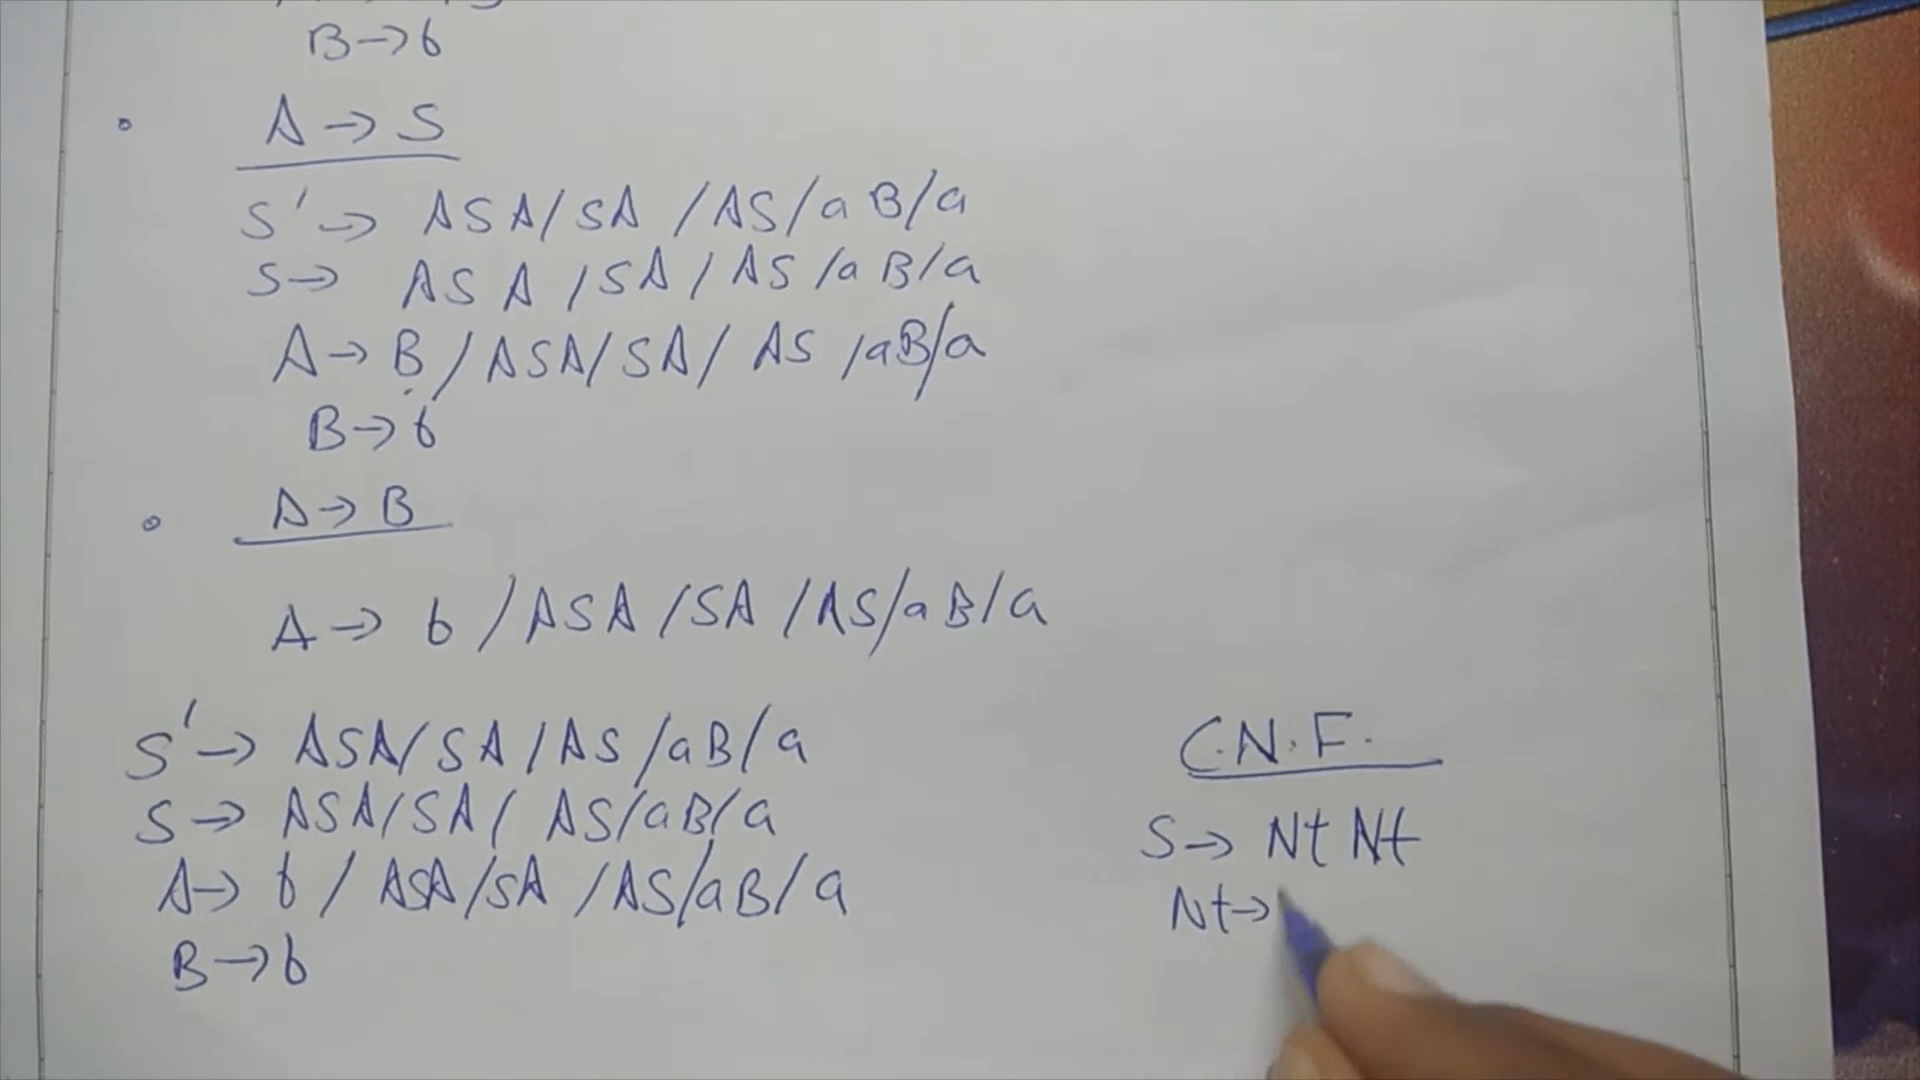 B→b
A→S
S'→ ASA/SA/AS/aB/a
S→ ASA/SA/AS/aB/a
A→B/ASA/SA/AS/aB/a
B→b
A→B
A→ b/ASA/SA/AS/aB/a
S'→ ASA/SA/AS/aB/a
S→ ASA/SA/AS/aB/a
A→ b/ASA/SA/AS/aB/a
B→b
C.N.F.
S→ Nt Nt
Nt→